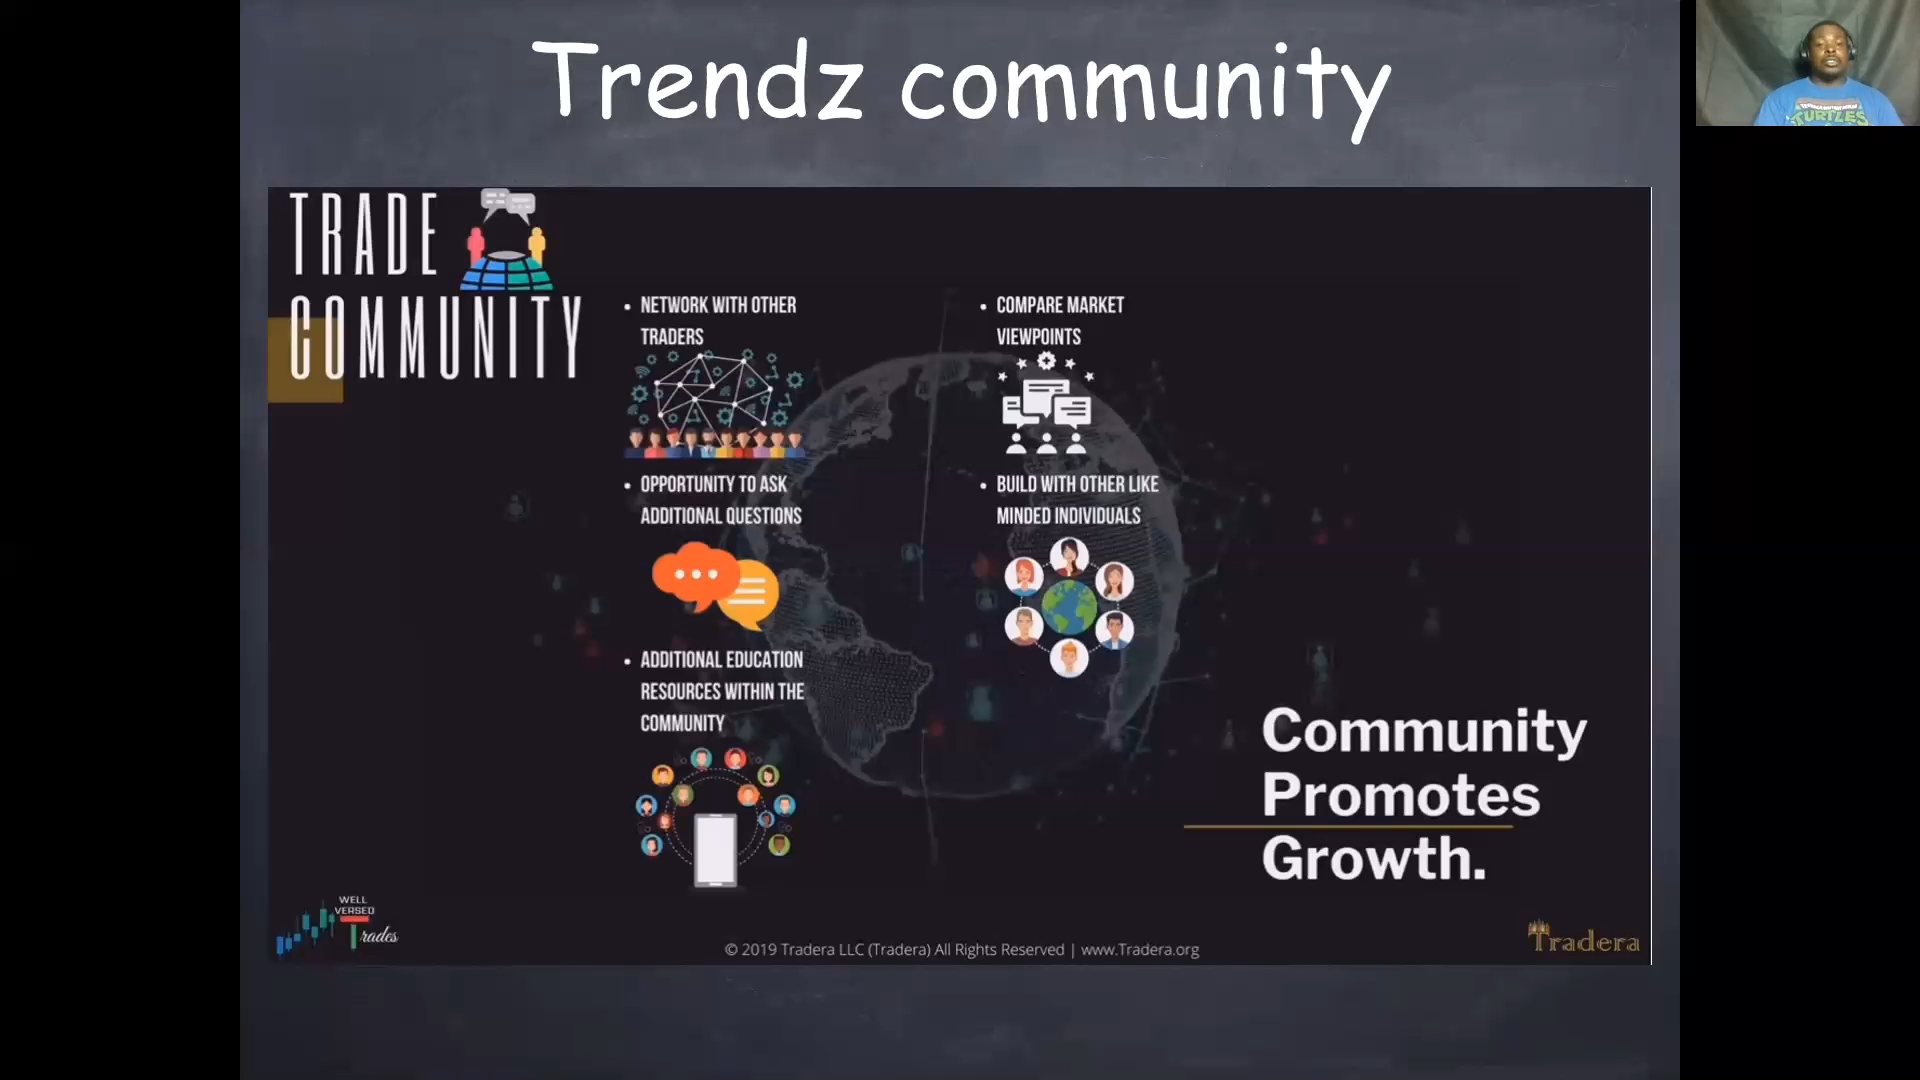 Trendz community
TRADE
COMMUNITY
NETWORK WITH OTHER
TRADERS
OPPORTUNITY TO ASK
ADDITIONAL QUESTIONS
ADDITIONAL EDUCATION
RESOURCES WITHIN THE
COMMUNITY
COMPARE MARKET
VIEWPOINTS
BUILD WITH OTHER LIKE
MINDED INDIVIDUALS
Community
Promotes
Growth.
WELL
VERSED
Trades
© 2019 Tradera LLC (Tradera) All Rights Reserved | www.Tradera.org
Tradera
TURTLES